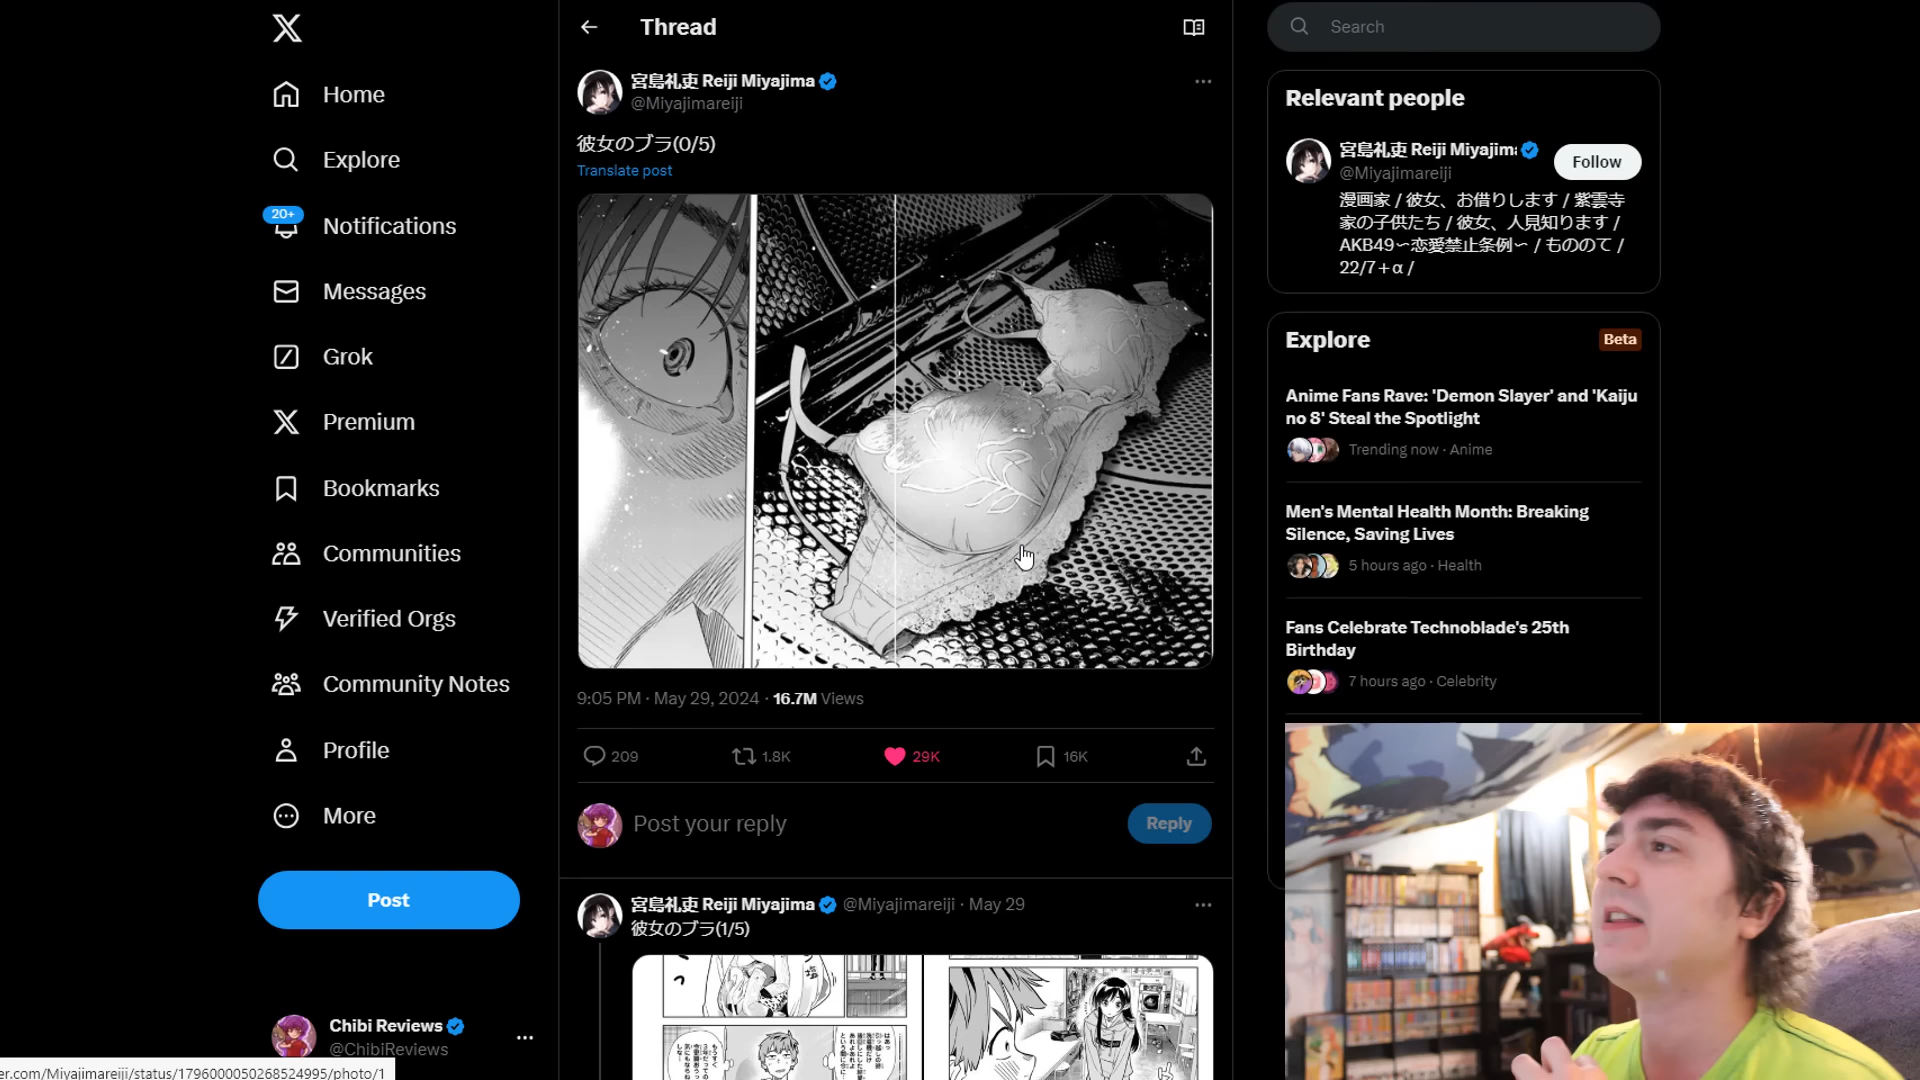 Home
Explore
20+
Notifications
Messages
Grok
Premium
Bookmarks
Communities
Verified Orgs
Community Notes
Profile
More
Post
Chibi Reviews
@ChibiReviews
er.com/Miyajimareiji/status/1796000050268524995/photo/1
Thread
宮島礼吏 Reiji Miyajima
@Miyajimareiji
彼女のブラ(0/5)
Translate post
9:05 PM · May 29, 2024 · 16.7M Views
209
1.8K
29K
16K
Post your reply
Reply
宮島礼吏 Reiji Miyajima @Miyajimareiji · May 29
彼女のブラ(1/5)
Search
Relevant people
宮島礼吏 Reiji Miyajim
@Miyajimareiji
Follow
漫画家 / 彼女、お借りします / 紫雲寺
家の子供たち / 彼女、人見知ります /
AKB49〜恋愛禁止条例〜 / もののて /
22/7＋α /
Explore
Beta
Anime Fans Rave: 'Demon Slayer' and 'Kaiju
no 8' Steal the Spotlight
Trending now · Anime
Men's Mental Health Month: Breaking
Silence, Saving Lives
5 hours ago · Health
Fans Celebrate Technoblade's 25th
Birthday
7 hours ago · Celebrity